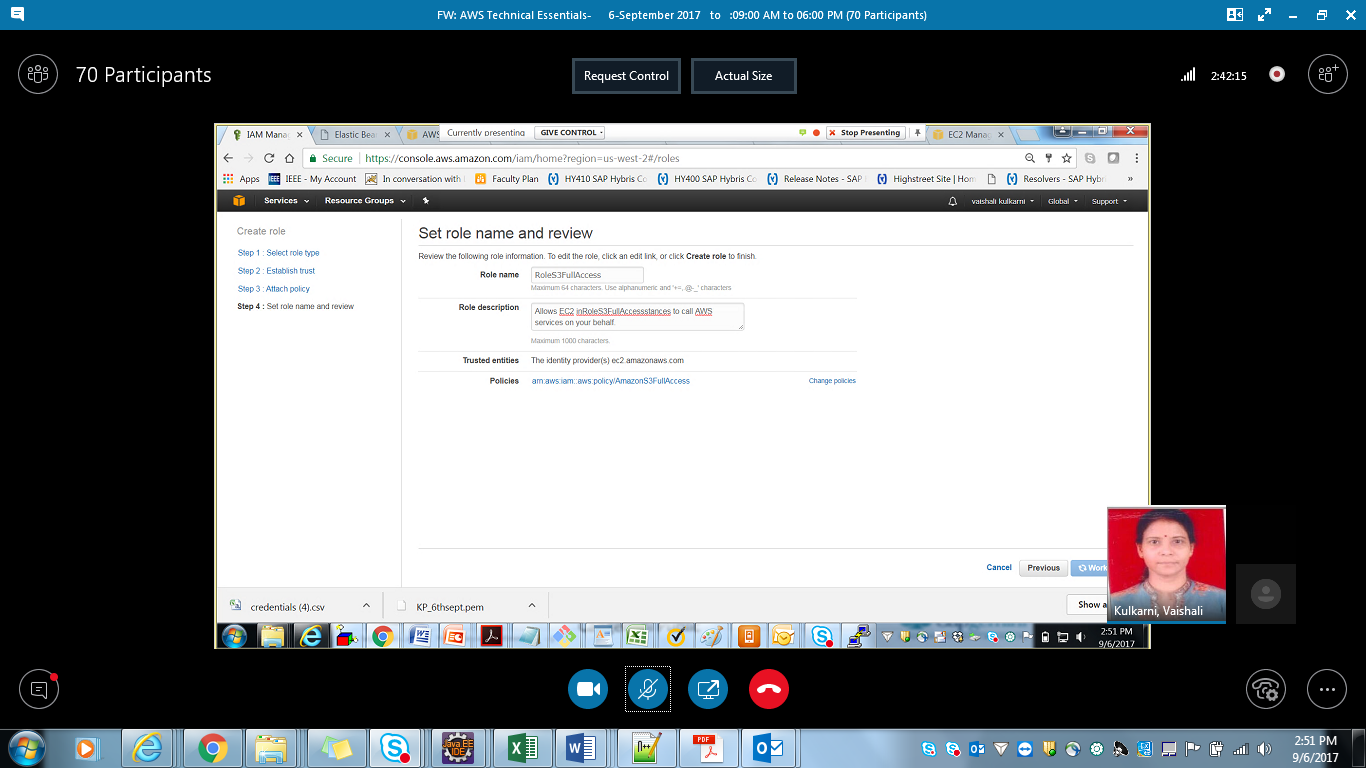 FW: AWS Technical Essentials- 6-September 2017 to :09:00 AM to 06:00 PM (70 Participants)
70 Participants
Request Control
Actual Size
2:42:15
IAM Mana
Elastic Bea
AWS
Currently presenting
GIVE CONTROL
Stop Presenting
EC2 Manag
Secure
https://console.aws.amazon.com/iam/home?region=us-west-2#/roles
Apps
IEEE - My Account
In conversation with
Faculty Plan
HY410 SAP Hybris Co
HY400 SAP Hybris Co
Release Notes - SAP
Highstreet Site | Hom
Resolvers - SAP Hybr
»
Services
Resource Groups
vaishali kulkarni
Global
Support
Create role
Step 1 : Select role type
Step 2 : Establish trust
Step 3 : Attach policy
Step 4 : Set role name and review
Set role name and review
Review the following role information. To edit the role, click an edit link, or click Create role to finish.
Role name
RoleS3FullAccess
Maximum 64 characters. Use alphanumeric and '+=,.@-_' characters
Role description
Allows EC2 inRoleS3FullAccessstances to call AWS
services on your behalf.
Maximum 1000 characters.
Trusted entities
The identity provider(s) ec2.amazonaws.com
Policies
arn:aws:iam::aws:policy/AmazonS3FullAccess
Change policies
Cancel
Previous
Work
credentials (4).csv
KP_6thsept.pem
Show a
Kulkarni, Vaishali
2:51 PM
9/6/2017
Java EE
IDE
PDF
2:51 PM
9/6/2017